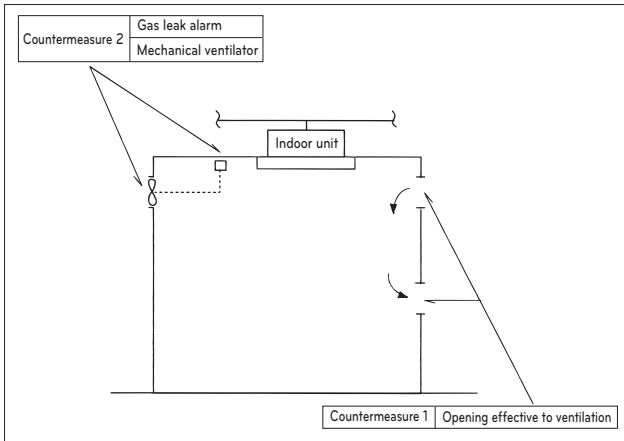 Countermeasure 2
Gas leak alarm
Mechanical ventilator
Indoor unit
Countermeasure 1
Opening effective to ventilation